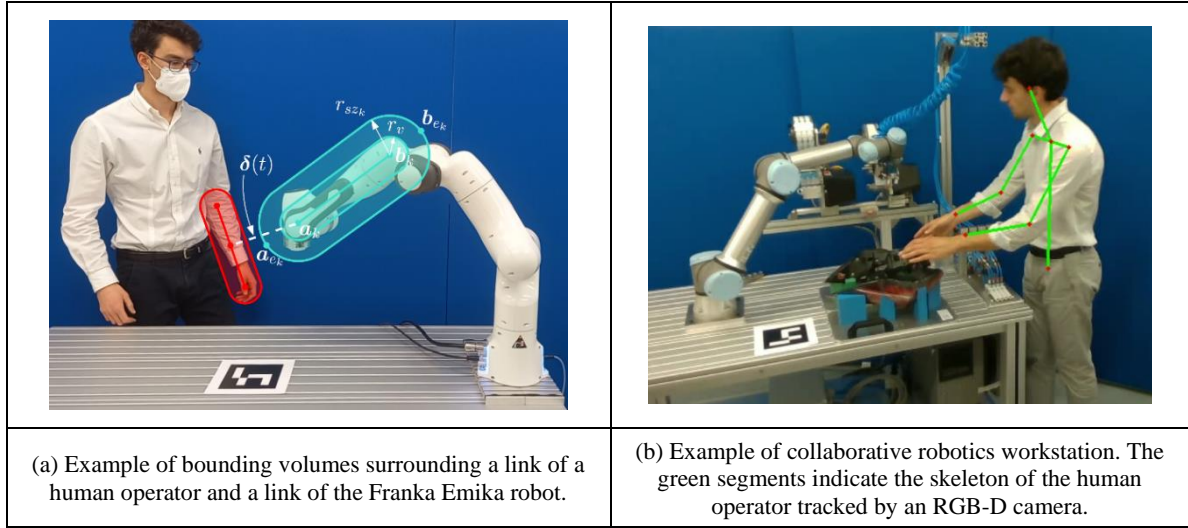 r_{sz_k}
r_v
b_{e_k}
b_k
δ(t)
a_k
a_{e_k}
(a) Example of bounding volumes surrounding a link of a
human operator and a link of the Franka Emika robot.
(b) Example of collaborative robotics workstation. The
green segments indicate the skeleton of the human
operator tracked by an RGB-D camera.